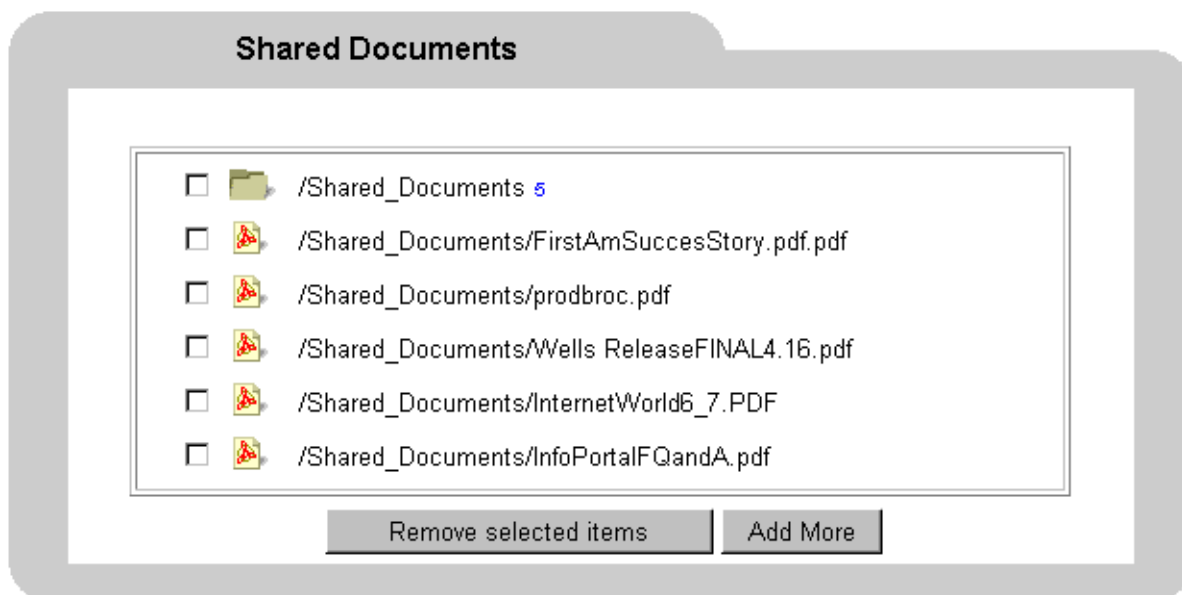 Shared Documents
/Shared_Documents 5
/Shared_Documents/FirstAmSuccesStory.pdf.pdf
/Shared_Documents/prodbroc.pdf
/Shared_Documents/Wells ReleaseFINAL4.16.pdf
/Shared_Documents/InternetWorld6_7.PDF
/Shared_Documents/InfoPortalFQandA.pdf
Remove selected items Add More